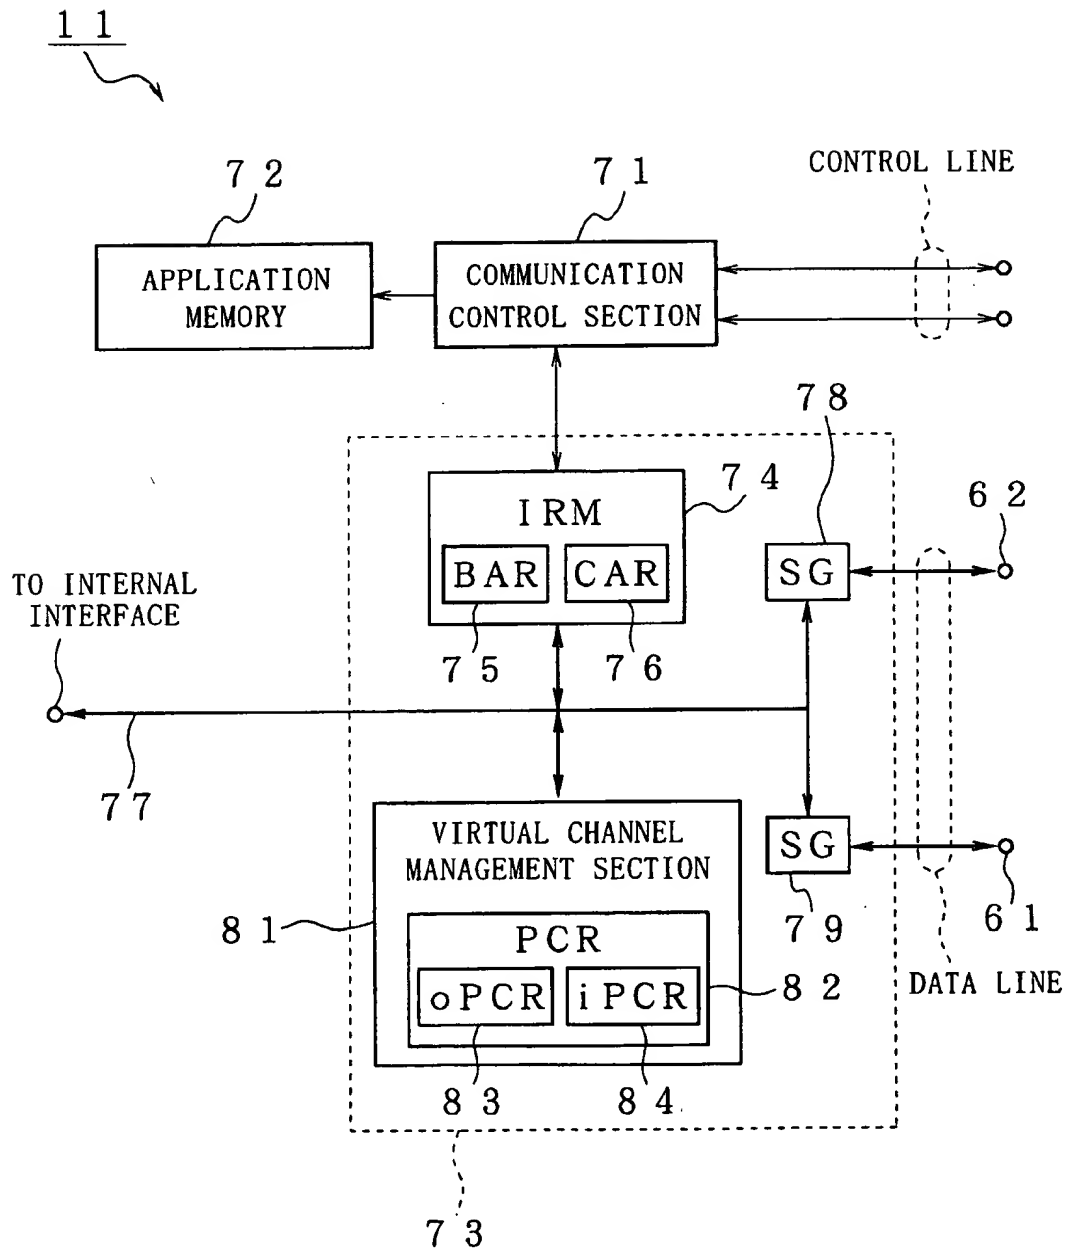 11
72
71
CONTROL LINE
APPLICATION
MEMORY
COMMUNICATION
CONTROL SECTION
78
74
62
IRM
BAR
CAR
SG
TO INTERNAL
INTERFACE
75
76
77
VIRTUAL CHANNEL
MANAGEMENT SECTION
SG
81
79
61
PCR
oPCR
iPCR
82
DATA LINE
83
84
73